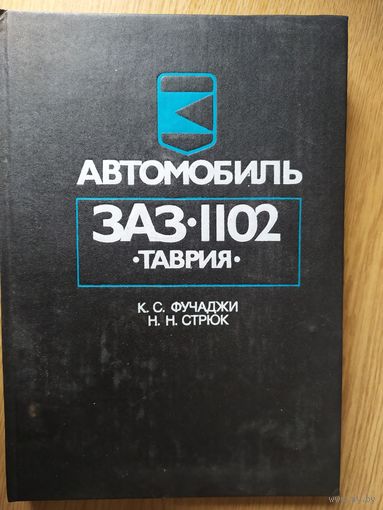 АВТОМОБИЛЬ
ЗАЗ·1102
·ТАВРИЯ·
К. С. ФУЧАДЖИ
Н. Н. СТРЮК